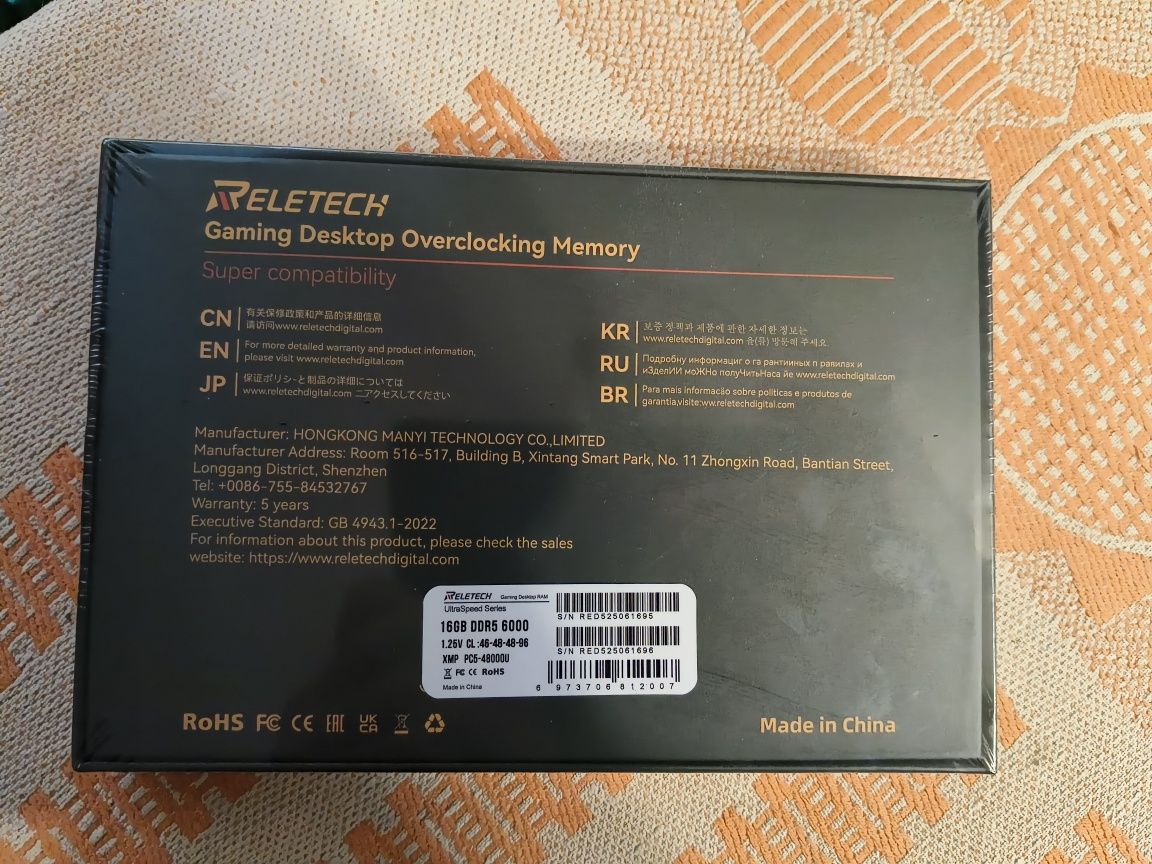 RELETECH
Gaming Desktop Overclocking Memory
Super compatibility
CN
有关保修政策和产品的详细信息
请访问www.reletechdigital.com
EN
For more detailed warranty and product information,
please visit www.reletechdigital.com
JP
保証ポリシ-と制品の详細については
www.reletechdigital.com 二アクセスしてください
KR
보증 정책과 제품에 관한 자세한 정보는
www.reletechdigital.com 을(를) 방문해 주세요.
RU
Подробну информациг о га рантииных п равилах и
иЗделИИ моЖНо полуЧитьНаса йе www.reletechdigital.com
BR
Para mais informacão sobre politicas e produtos de
garantia,visite:ww.reletechdigital.com
Manufacturer: HONGKONG MANYI TECHNOLOGY CO.,LIMITED
Manufacturer Address: Room 516-517, Building B, Xintang Smart Park, No. 11 Zhongxin Road, Bantian Street,
Longgang District, Shenzhen
Tel: +0086-755-84532767
Warranty: 5 years
Executive Standard: GB 4943.1-2022
For information about this product, please check the sales
website: https://www.reletechdigital.com
RELETECH Gaming Desktop RAM
UltraSpeed Series
16GB DDR5 6000
1.25V CL :46-48-48-96
XMP PC5-48000U
FC CE RoHS
Made in China
S/N RED525061695
S/N RED525061696
6 973706 812007
RoHS FC CE EAC UK CA
Made in China